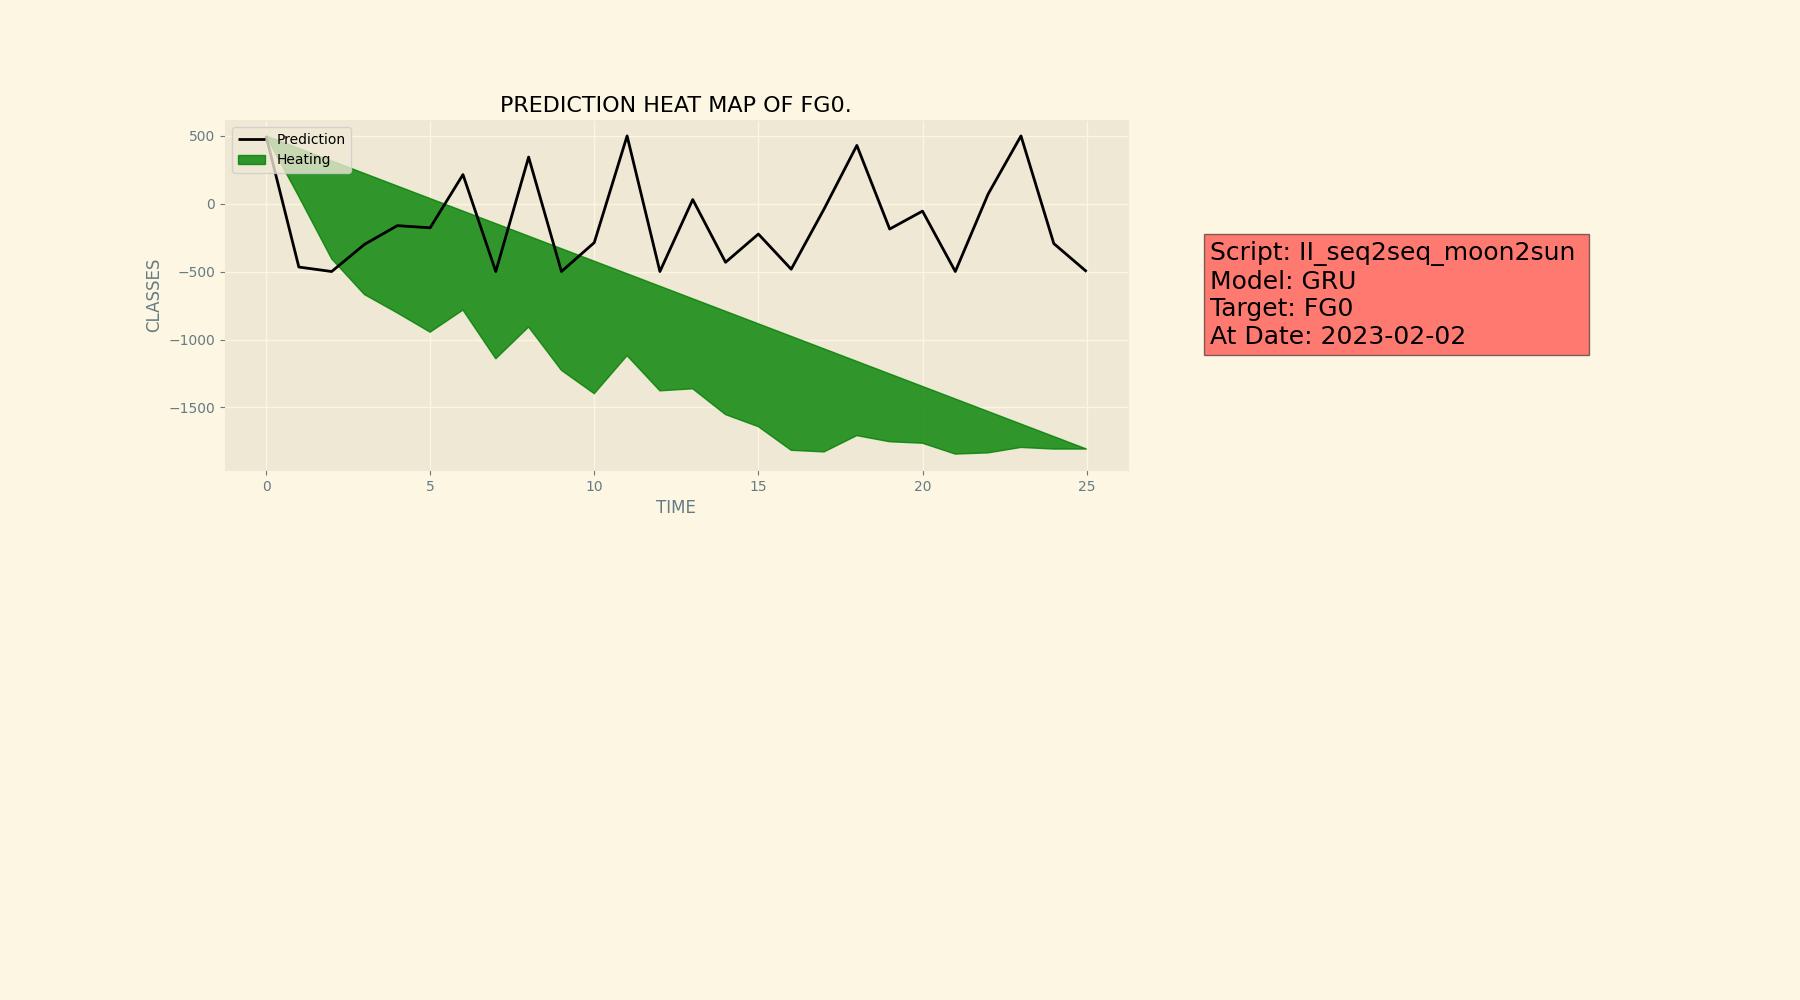 PREDICTION HEAT MAP OF FG0.
Prediction
Heating
500
0
−500
−1000
−1500
CLASSES
0 5 10 15 20 25
TIME
Script: II_seq2seq_moon2sun
Model: GRU
Target: FG0
At Date: 2023-02-02